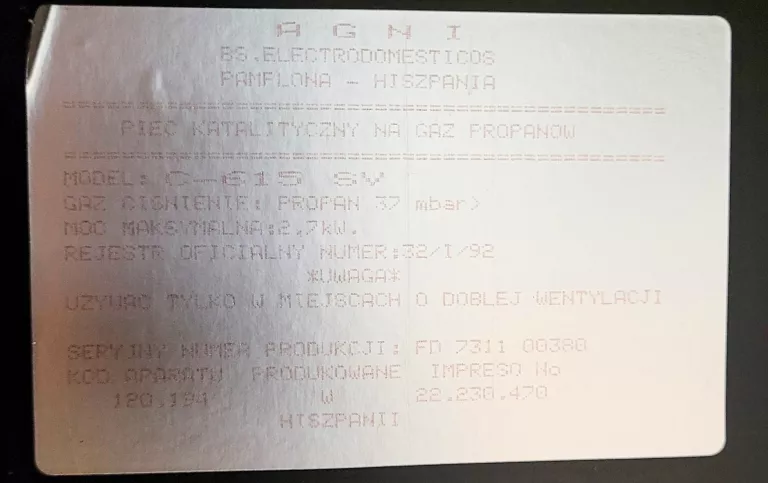 AGNI
BS.ELECTRODOMESTICOS
PAMPLONA - HISZPANIA
PIEC KATALITYCZNY NA GAZ PROPANOW
MODEL: C-615 SV
GAZ CISNIENIE: PROPAN 37 mbar>
MOC MAKSYMALNA:2,7kW.
REJESTR OFICIALNY NUMER:32/I/92
*UWAGA*
UZYWAC TYLKO W MIEJSCACH O DOBLEJ WENTYLACJI
SERYJNY NUMER PRODUKCJI: FD 7311 00380
KOD APARATU PRODUKOWANE IMPRESO No
120.194 W 22.230.470
HISZPANII